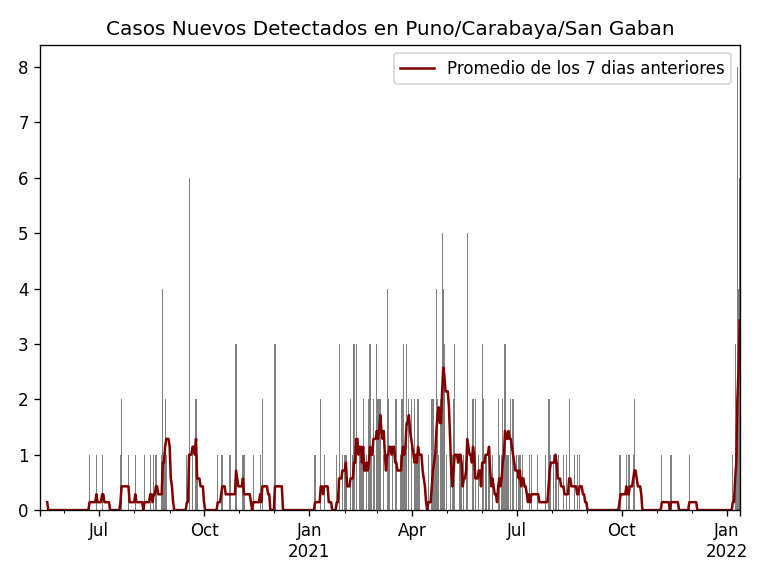 Casos Nuevos Detectados en Puno/Carabaya/San Gaban
Promedio de los 7 dias anteriores
8
7
6
5
4
3
2
1
0
Jul
Oct
Jan
2021
Apr
Jul
Oct
Jan
2022